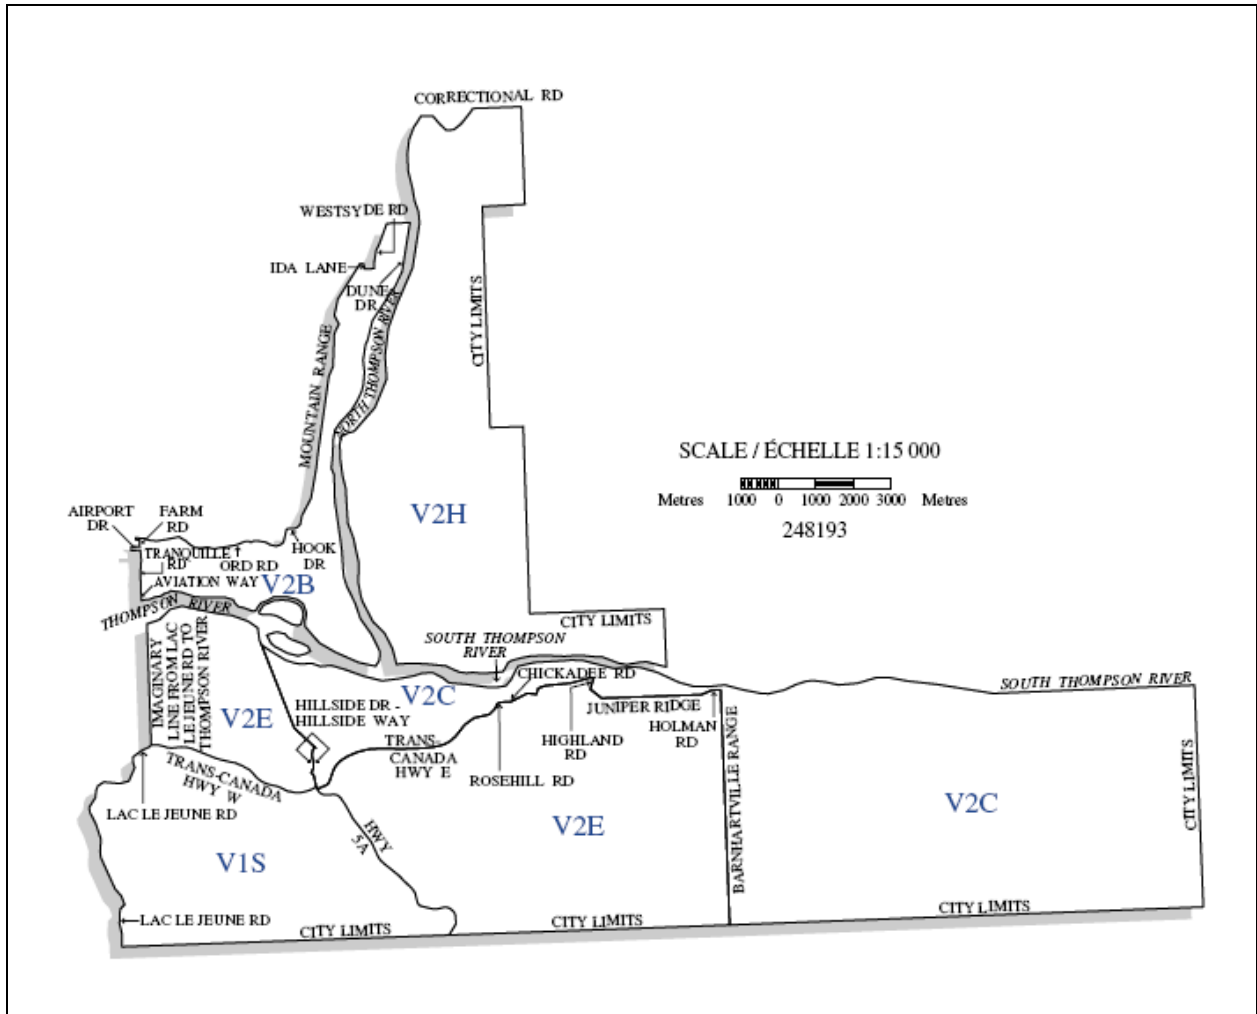 CORRECTIONAL RD
WESTSYDE RD
IDA LANE
DUNE
DR
NORTH THOMPSON RIVER
CITY LIMITS
MOUNTAIN RANGE
SCALE / ÉCHELLE 1:15 000
Metres 1000 0 1000 2000 3000 Metres
248193
V2H
AIRPORT
DR
FARM
RD
TRANQUILLE
RD
ORD RD
HOOK
DR
AVIATION WAY
V2B
THOMPSON RIVER
CITY LIMITS
SOUTH THOMPSON
RIVER
IMAGINARY
LINE FROM LAC
LE JEUNE RD TO
THOMPSON RIVER
CHICKADEE RD
SOUTH THOMPSON RIVER
V2C
V2E
HILLSIDE DR -
HILLSIDE WAY
JUNIPER RIDGE
HOLMAN
RD
HIGHLAND
RD
TRANS-
CANADA
HWY E
ROSEHILL RD
TRANS-CANADA
HWY W
LAC LE JEUNE RD
HWY
5A
V2E
BARNHARTVILLE RANGE
V2C
CITY LIMITS
V1S
LAC LE JEUNE RD
CITY LIMITS
CITY LIMITS
CITY LIMITS